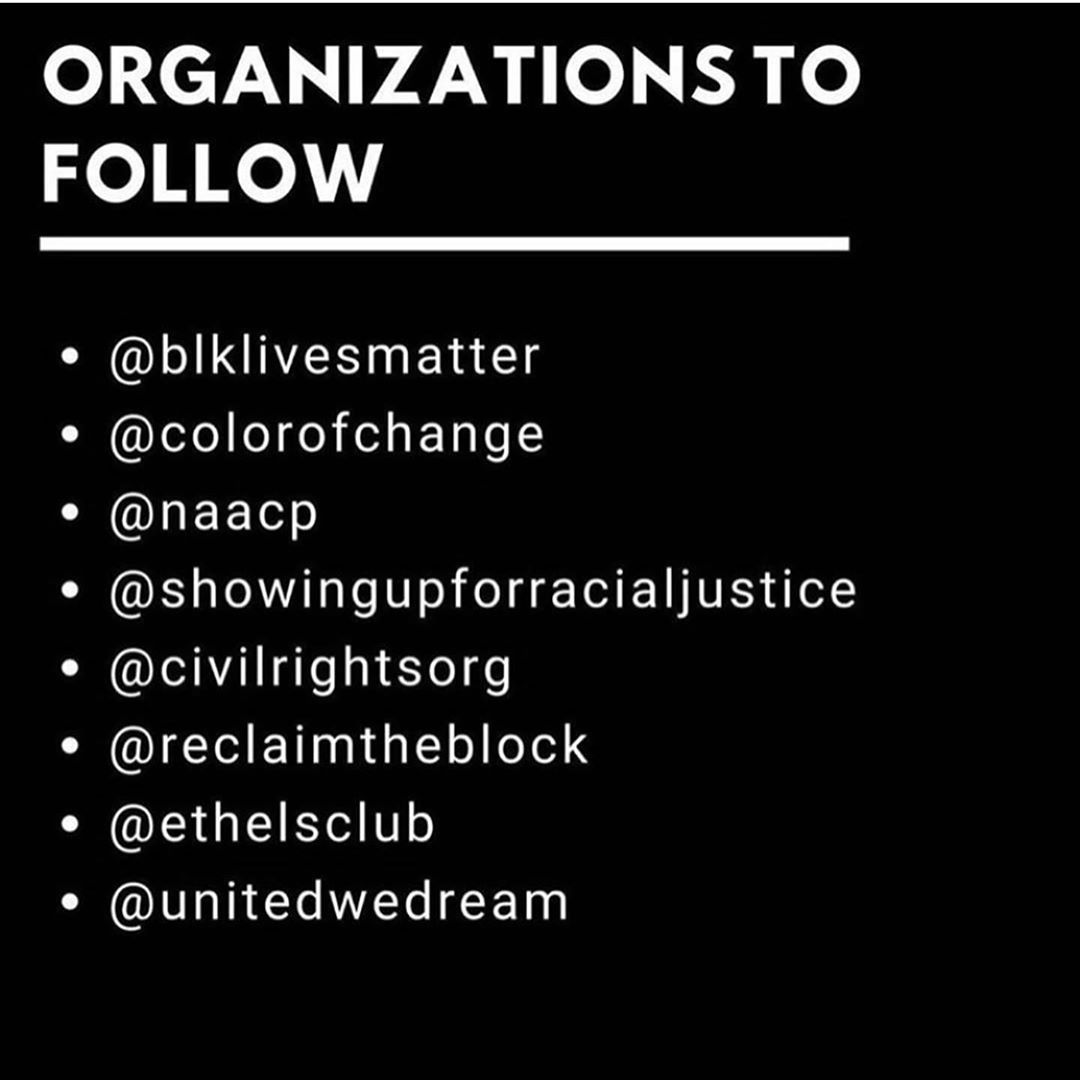 ORGANIZATIONS TO
FOLLOW
• @blklivesmatter
• @colorofchange
• @naacp
• @showingupforracialjustice
• @civilrightsorg
• @reclaimtheblock
• @ethelsclub
• @unitedwedream